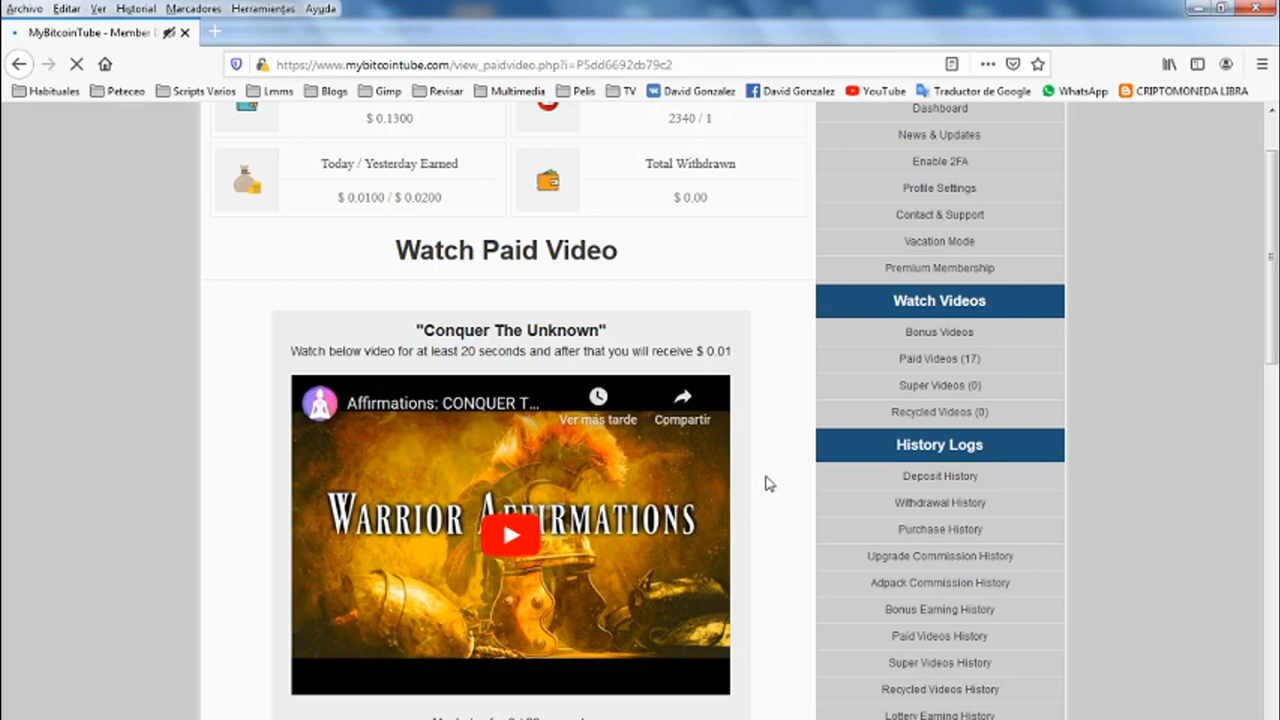 Archivo Editar Ver Historial Marcadores Herramientas Ayuda
MyBitcoinTube - Member
https://www.mybitcointube.com/view_paidvideo.php?i=P5dd6692cb79c2
Habituales Peteceo Scripts Varios Lmms Blogs Gimp Revisar Multimedia Pelis TV David Gonzalez David Gonzalez YouTube Traductor de Google WhatsApp CRIPTOMONEDA LIBRA
$ 0.1300
2340 / 1
Today / Yesterday Earned
$ 0.0100 / $ 0.0200
Total Withdrawn
$ 0.00
Watch Paid Video
"Conquer The Unknown"
Watch below video for at least 20 seconds and after that you will receive $ 0.01
Affirmations: CONQUER T...
Ver más tarde
Compartir
WARRIOR AFFIRMATIONS
Dashboard
News & Updates
Enable 2FA
Profile Settings
Contact & Support
Vacation Mode
Premium Membership
Watch Videos
Bonus Videos
Paid Videos (17)
Super Videos (0)
Recycled Videos (0)
History Logs
Deposit History
Withdrawal History
Purchase History
Upgrade Commission History
Adpack Commission History
Bonus Earning History
Paid Videos History
Super Videos History
Recycled Videos History
Lottery Earning History